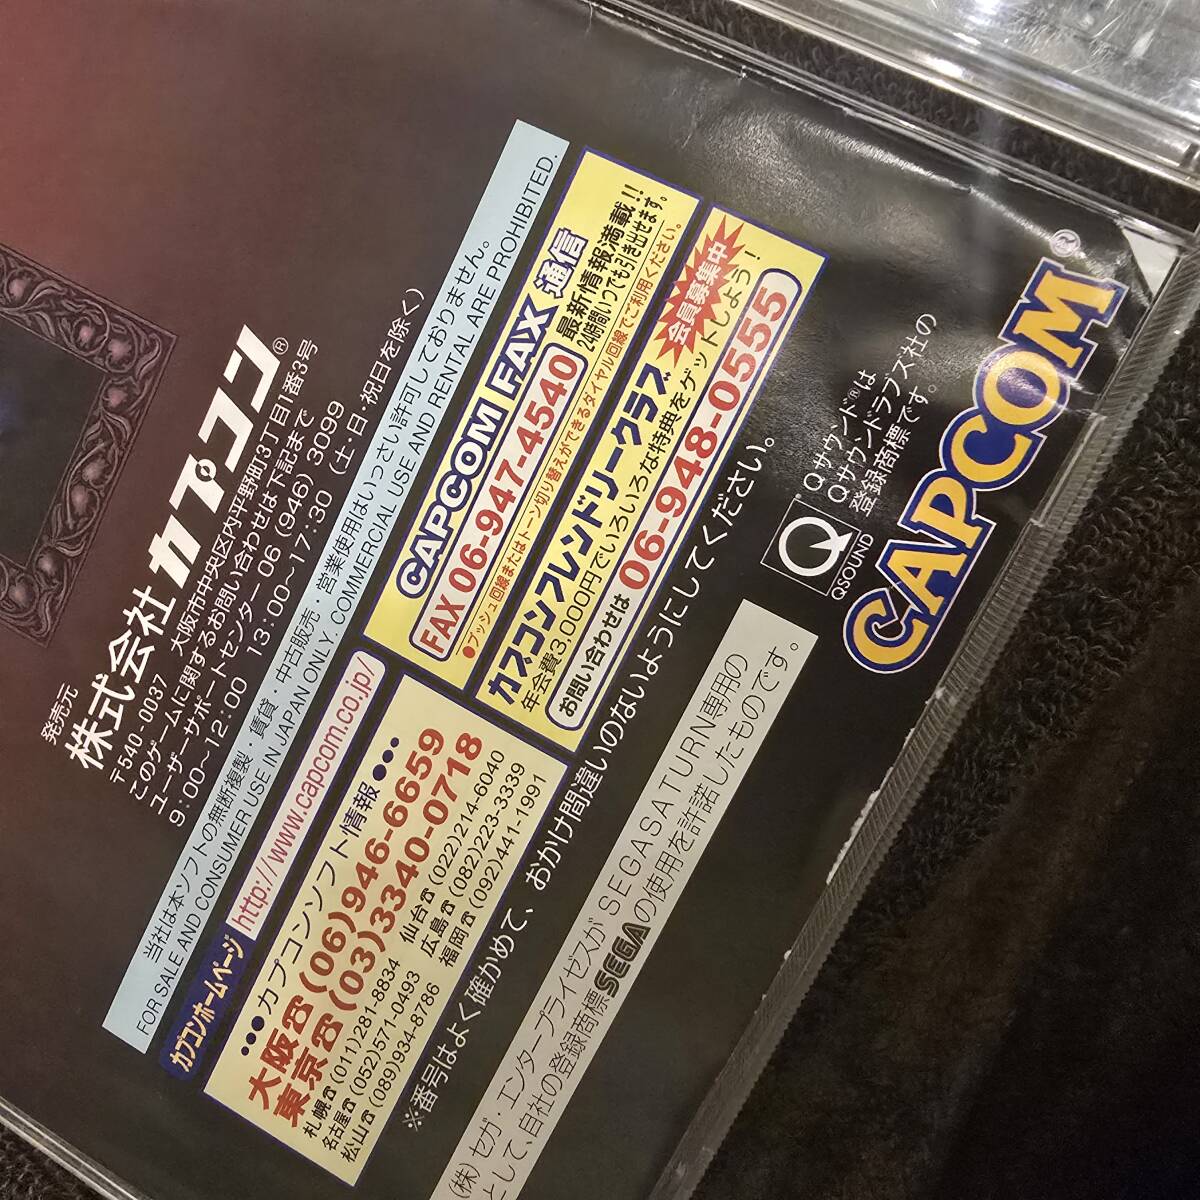 発売元
株式会社カプコン®
〒540-0037 大阪市中央区内平野町3丁目1番3号
このゲームに関するお問い合わせは下記まで
ユーザーサポートセンター 06 (946) 3099
9:00〜12:00 13:00〜17:30 (土・日・祝日を除く)
当社は本ソフトの無断複製・賃貸・中古販売・営業使用はいっさい許可しておりません。
FOR SALE AND CONSUMER USE IN JAPAN ONLY. COMMERCIAL USE AND RENTAL ARE PROHIBITED.
カプコンホームページ http://www.capcom.co.jp/
●●●カプコンソフト情報●●●
大阪☎(06)946-6659
東京☎(03)3340-0718
札幌☎(011)281-8834 仙台☎(022)214-6040
名古屋☎(052)571-0493 広島☎(082)223-3339
松山☎(089)934-8786 福岡☎(092)441-1991
CAPCOM FAX 通信
FAX 06-947-4540
最新情報満載!!
24時間いつでも引き出せます。
●プッシュ回線またはトーン切り替えができるダイヤル回線でご利用ください。
カプコンフレンドリークラブ
会員募集中
年会費3,000円でいろいろな特典をゲットしよう!
お問い合わせは 06-948-0555
※番号はよく確かめて、おかけ間違いのないようにしてください。
(株)セガ・エンタープライゼスが SEGASATURN専用の
として、自社の登録商標SEGAの使用を許諾したものです。
Q
QSOUND
Qサウンド®は
Qサウンドラブズ社の
登録商標です。
CAPCOM®